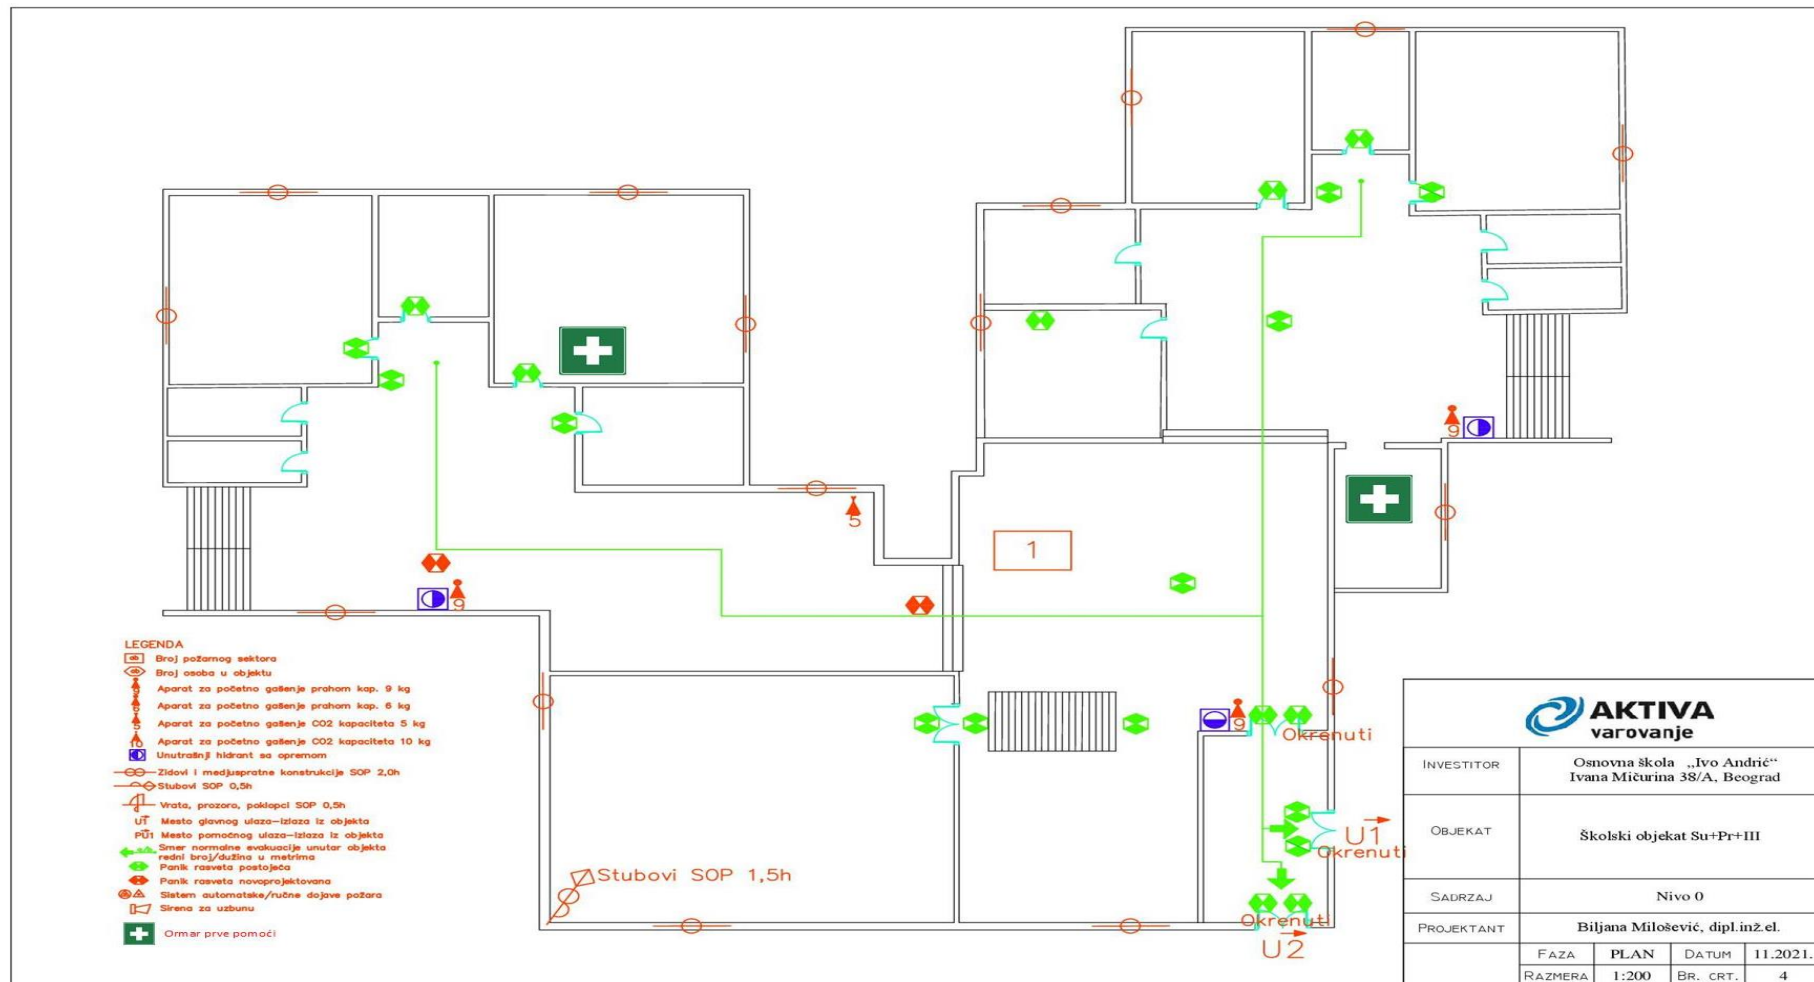 5
1
9
9
9
Okrenuti
U1
Okrenuti
Okrenuti
U2
Stubovi SOP 1,5h
LEGENDA
ab Broj požarnog sektora
ab Broj osoba u objektu
9 Aparat za početno gašenje prahom kap. 9 kg
6 Aparat za početno gašenje prahom kap. 6 kg
5 Aparat za početno gašenje CO2 kapaciteta 5 kg
10 Aparat za početno gašenje CO2 kapaciteta 10 kg
Unutrašnji hidrant sa opremom
Zidovi i medjuspratne konstrukcije SOP 2,0h
Stubovi SOP 0,5h
Vrata, prozora, poklopci SOP 0,5h
U1 Mesto glavnog ulaza-izlaza iz objekta
PU1 Mesto pomoćnog ulaza-izlaza iz objekta
Smer normalne evakuacije unutar objekta
redni broj/dužina u metrima
Panik rasveta postojeća
Panik rasveta novoprojektovana
Sistem automatske/ručne dojave požara
Sirena za uzbunu
Ormar prve pomoći
AKTIVA
varovanje
INVESTITOR
Osnovna škola „Ivo Andrić“
Ivana Mičurina 38/A, Beograd
OBJEKAT
Školski objekat Su+Pr+III
SADRZAJ
Nivo 0
PROJEKTANT
Biljana Milošević, dipl.inž.el.
FAZA PLAN DATUM 11.2021.
RAZMERA 1:200 BR. CRT. 4